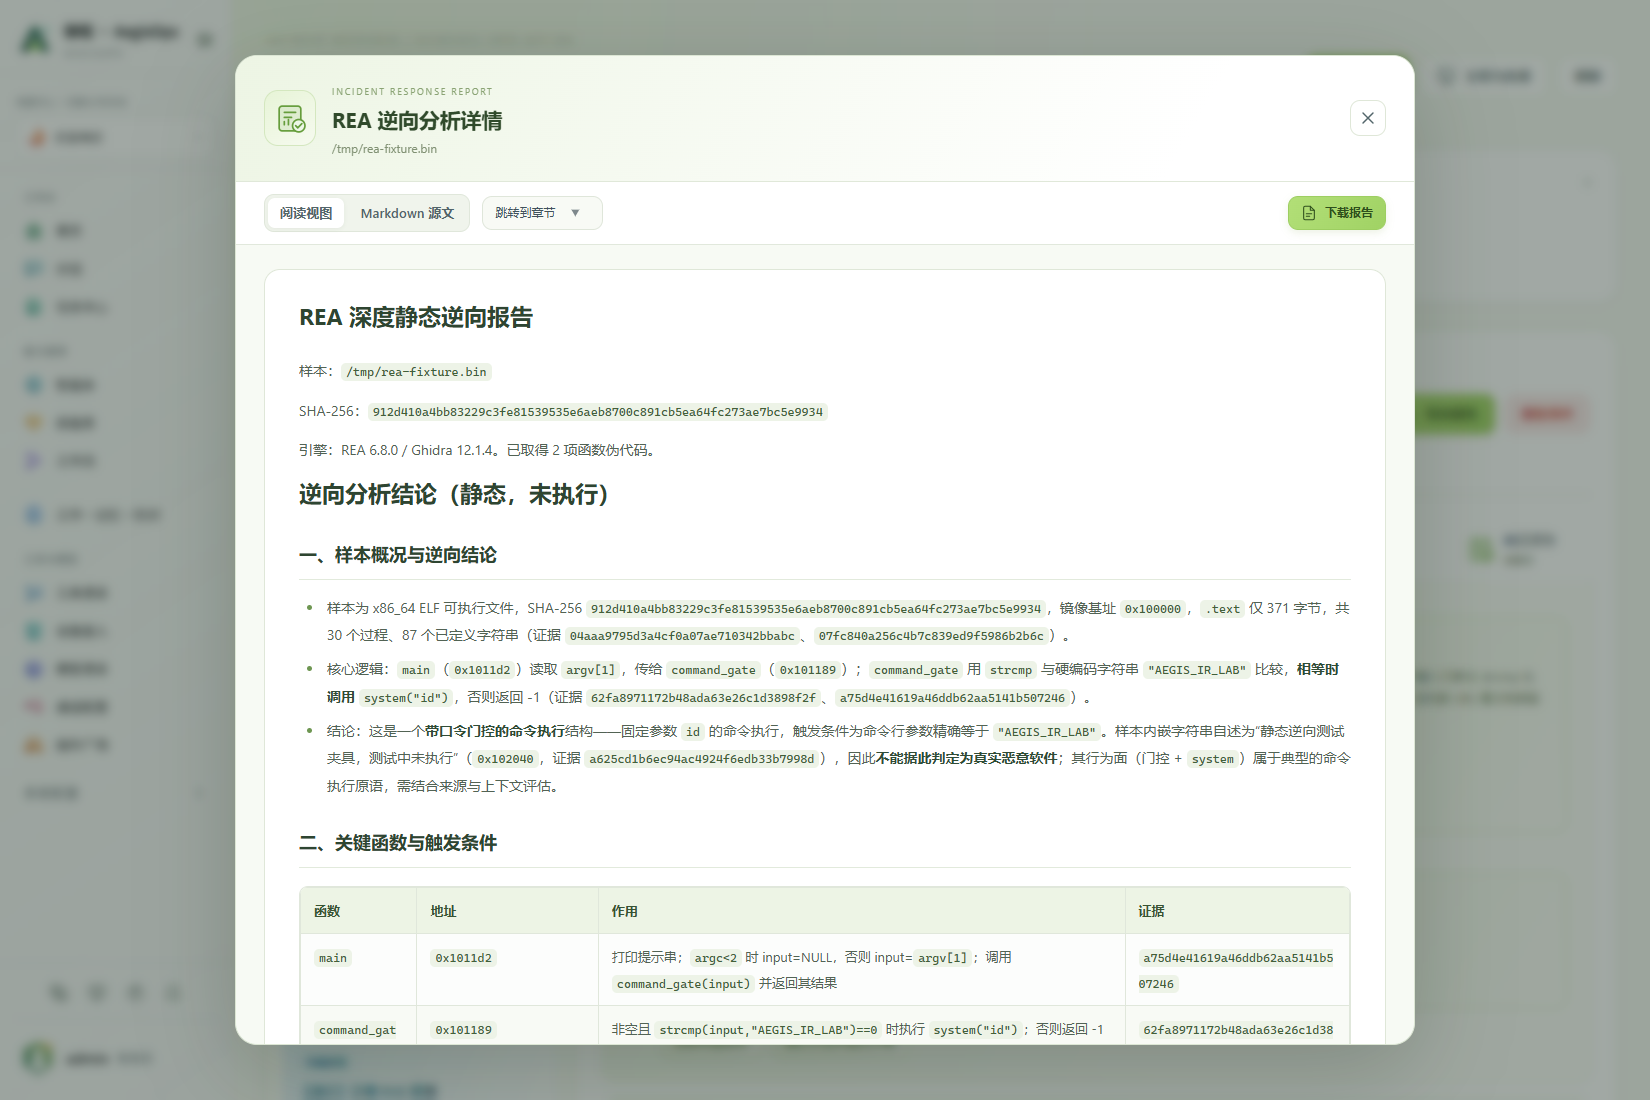 INCIDENT RESPONSE REPORT
REA 逆向分析详情
/tmp/rea-fixture.bin
阅读视图
Markdown 源文
跳转到章节 ▼
下载报告
REA 深度静态逆向报告
样本：/tmp/rea-fixture.bin
SHA-256：912d410a4bb83229c3fe81539535e6aeb8700c891cb5ea64fc273ae7bc5e9934
引擎：REA 6.8.0 / Ghidra 12.1.4。已取得 2 项函数伪代码。
逆向分析结论（静态，未执行）
一、样本概况与逆向结论
• 样本为 x86_64 ELF 可执行文件，SHA-256 912d410a4bb83229c3fe81539535e6aeb8700c891cb5ea64fc273ae7bc5e9934，镜像基址 0x100000，.text 仅 371 字节，共
30 个过程、87 个已定义字符串（证据 04aaa9795d3a4cf0a07ae710342bbabc、07fc840a256c4b7c839ed9f5986b2b6c）。
• 核心逻辑：main（0x1011d2）读取 argv[1]，传给 command_gate（0x101189）；command_gate 用 strcmp 与硬编码字符串 "AEGIS_IR_LAB" 比较，相等时
调用 system("id")，否则返回 -1（证据 62fa8971172b48ada63e26c1d3898f2f、a75d4e41619a46ddb62aa5141b507246）。
• 结论：这是一个带口令门控的命令执行结构——固定参数 id 的命令执行，触发条件为命令行参数精确等于 "AEGIS_IR_LAB"。样本内嵌字符串自述为"静态逆向测试
夹具，测试中未执行"（0x102040，证据 a625cd1b6ec94ac4924f6edb33b7998d），因此不能据此判定为真实恶意软件；其行为面（门控 + system）属于典型的命令
执行原语，需结合来源与上下文评估。
二、关键函数与触发条件
函数 地址 作用 证据
main 0x1011d2 打印提示串；argc<2 时 input=NULL，否则 input=argv[1]；调用 a75d4e41619a46ddb62aa5141b5
command_gate(input) 并返回其结果 07246
command_gat 0x101189 非空且 strcmp(input,"AEGIS_IR_LAB")==0 时执行 system("id")；否则返回 -1 62fa8971172b48ada63e26c1d38